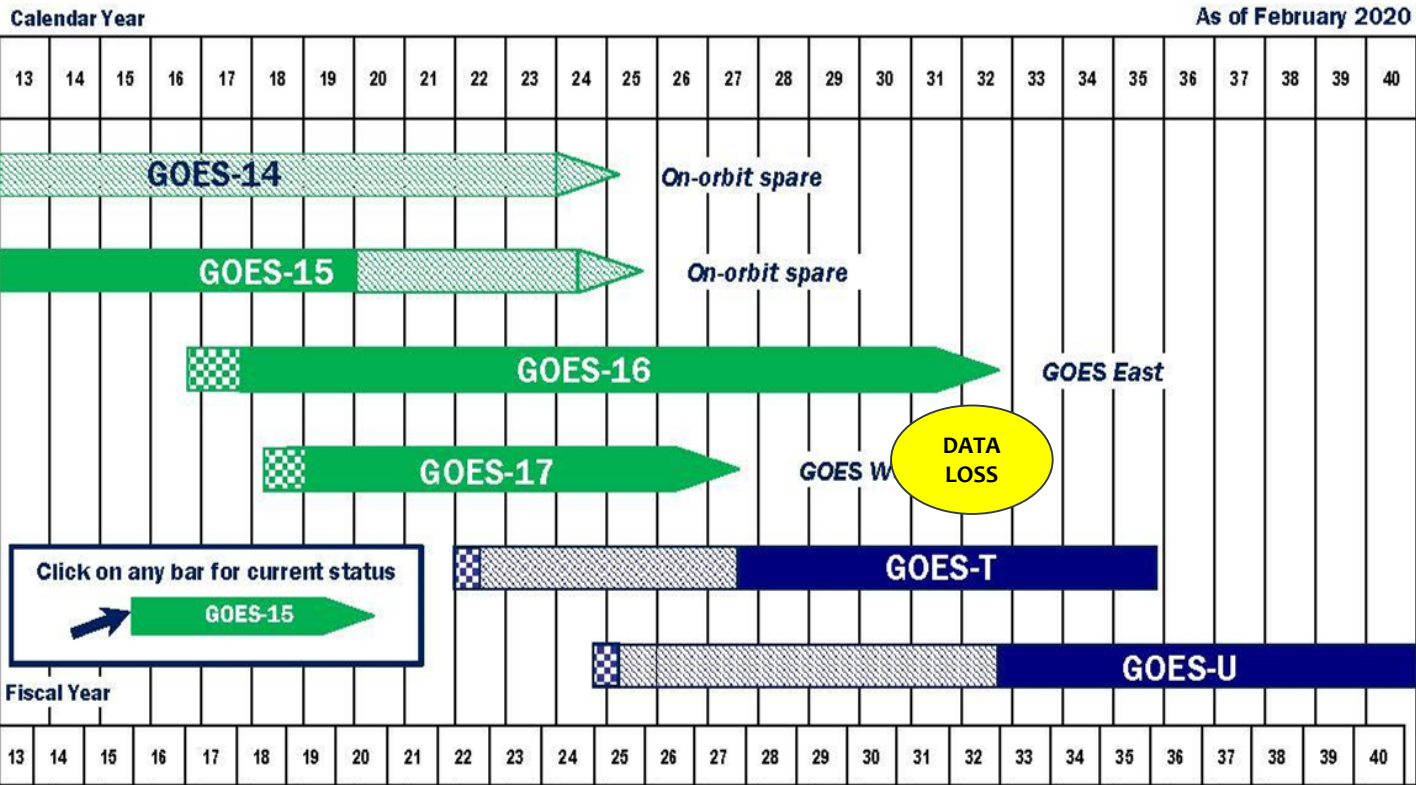 Calendar Year As of February 2020
13 14 15 16 17 18 19 20 21 22 23 24 25 26 27 28 29 30 31 32 33 34 35 36 37 38 39 40
GOES-14 On-orbit spare
GOES-15 On-orbit spare
GOES-16 GOES East
GOES-17 GOES W
DATA
LOSS
GOES-T
Click on any bar for current status
GOES-15
GOES-U
Fiscal Year
13 14 15 16 17 18 19 20 21 22 23 24 25 26 27 28 29 30 31 32 33 34 35 36 37 38 39 40